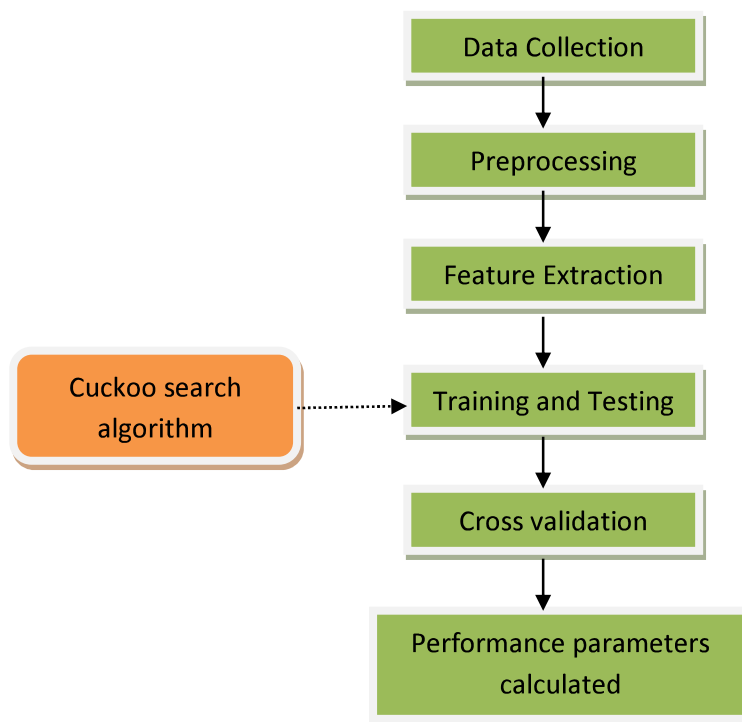 Data Collection
Preprocessing
Feature Extraction
Cuckoo search
algorithm
Training and Testing
Cross validation
Performance parameters
calculated